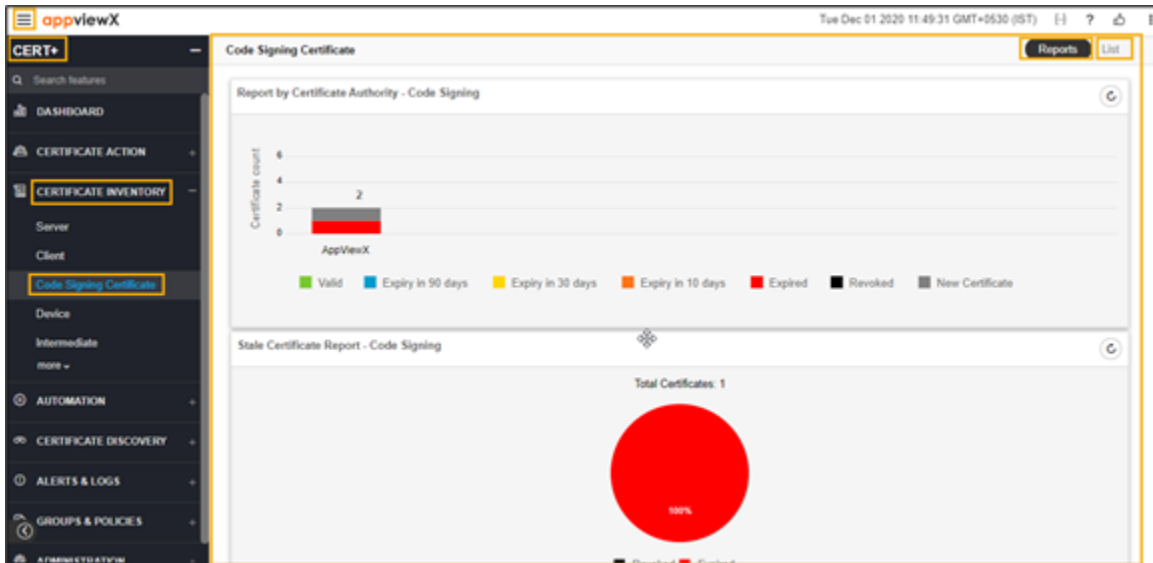 appviewX
Tue Dec 01 2020 11:49:31 GMT+0530 (IST)
CERT+
Code Signing Certificate
Reports
List
Search features
DASHBOARD
CERTIFICATE ACTION
CERTIFICATE INVENTORY
Server
Client
Code Signing Certificate
Device
Intermediate
more
AUTOMATION
CERTIFICATE DISCOVERY
ALERTS & LOGS
GROUPS & POLICIES
ADMINISTRATION
Report by Certificate Authority - Code Signing
Certificate count
6
4
2
0
2
AppViewX
Valid
Expiry in 90 days
Expiry in 30 days
Expiry in 10 days
Expired
Revoked
New Certificate
Stale Certificate Report - Code Signing
Total Certificates: 1
100%
Revoked
Expired